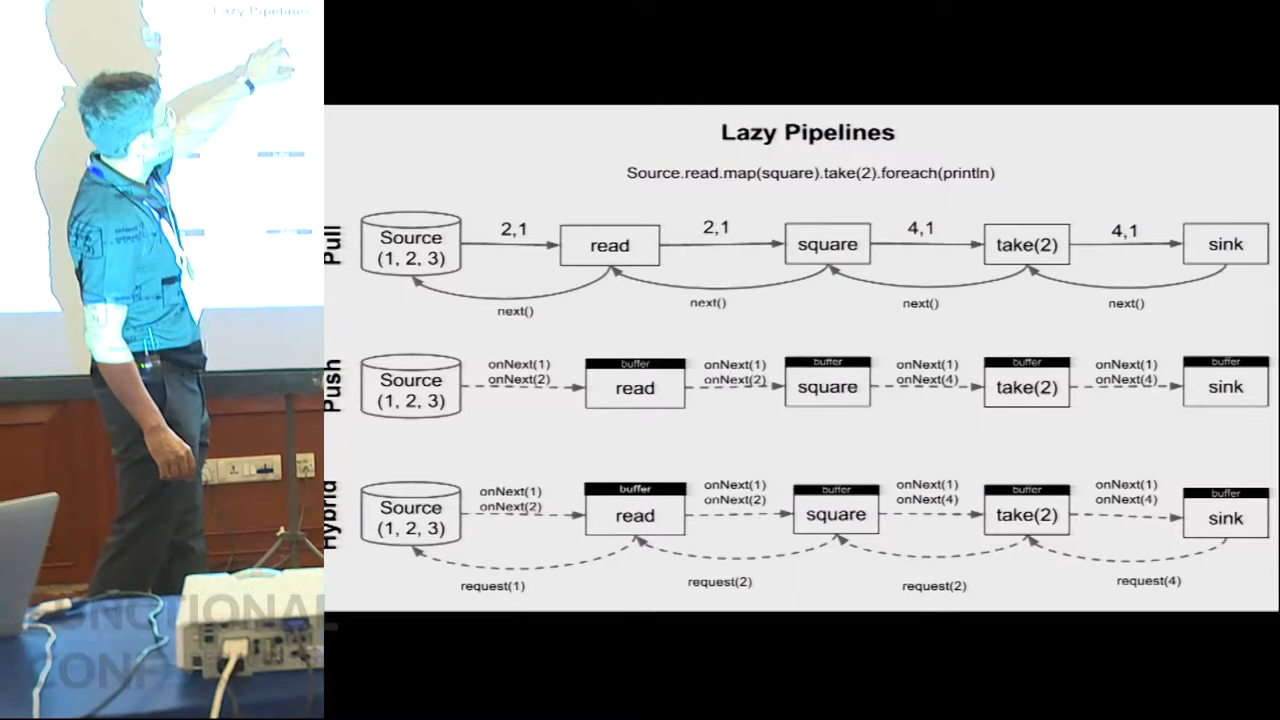 Lazy Pipelines
Lazy Pipelines
Source.read.map(square).take(2).foreach(println)
Pull
Source
(1, 2, 3)
2,1
read
2,1
square
4,1
take(2)
4,1
sink
next()
next()
next()
next()
Push
Source
(1, 2, 3)
onNext(1)
onNext(2)
buffer
read
onNext(1)
onNext(2)
buffer
square
onNext(1)
onNext(4)
buffer
take(2)
onNext(1)
onNext(4)
buffer
sink
Hybrid
Source
(1, 2, 3)
onNext(1)
onNext(2)
buffer
read
onNext(1)
onNext(2)
buffer
square
onNext(1)
onNext(4)
buffer
take(2)
onNext(1)
onNext(4)
buffer
sink
request(1)
request(2)
request(2)
request(4)
FUNCTIONAL
CONF